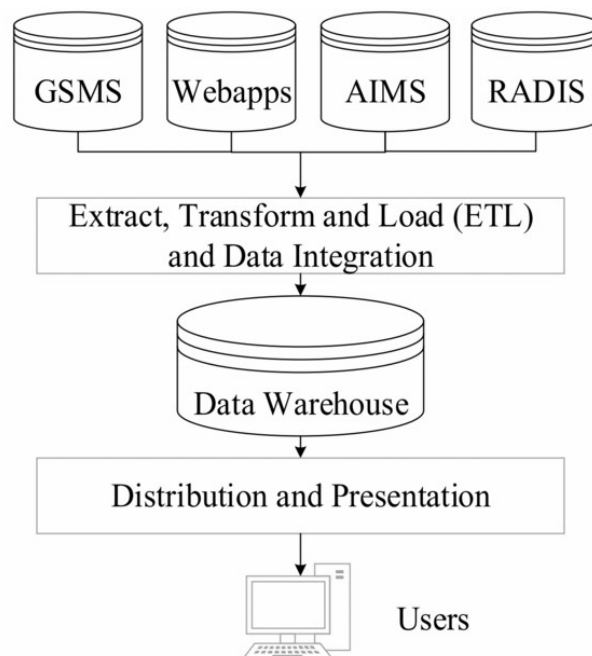 GSMS
Webapps
AIMS
RADIS
Extract, Transform and Load (ETL)
and Data Integration
Data Warehouse
Distribution and Presentation
Users